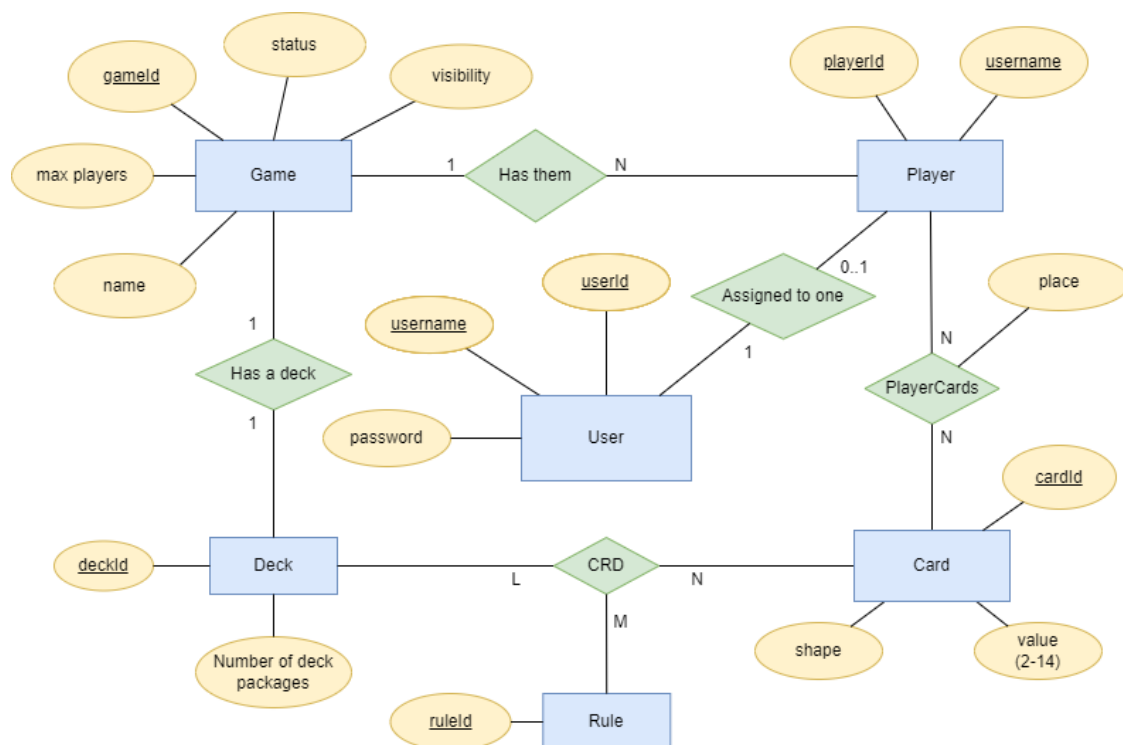 status
gameId
visibility
playerId
username
max players
Game
1
Has them
N
Player
name
userId
0..1
Assigned to one
place
username
1
1
N
Has a deck
PlayerCards
1
password
User
N
cardId
deckId
Deck
L
CRD
N
Card
M
shape
value
(2-14)
Number of deck
packages
ruleId
Rule